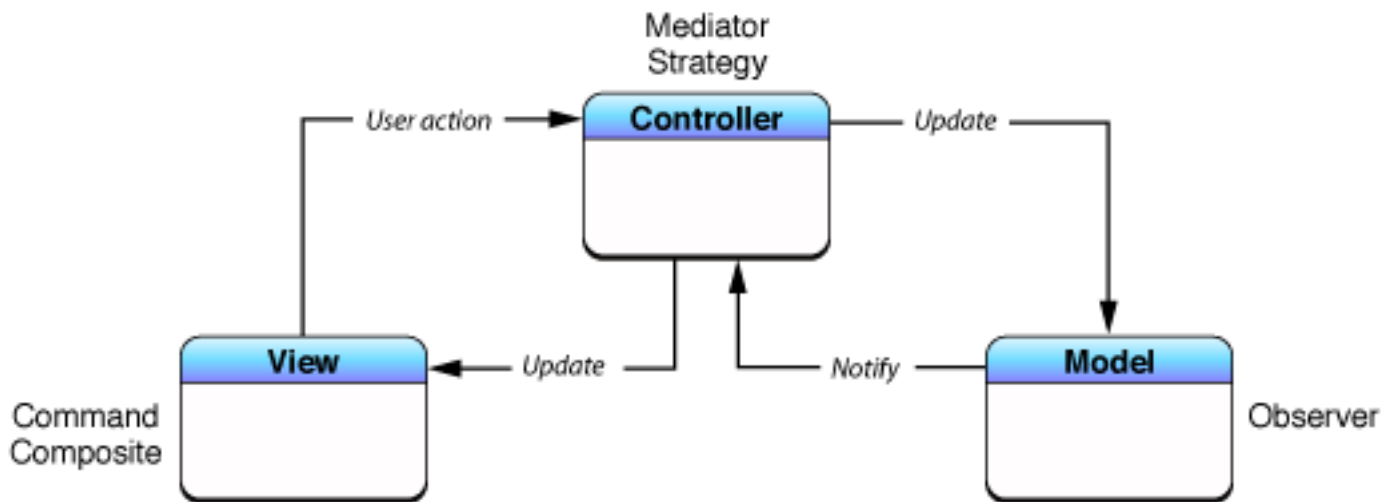 Mediator
Strategy
User action
Controller
Update
View
Update
Notify
Model
Command
Composite
Observer